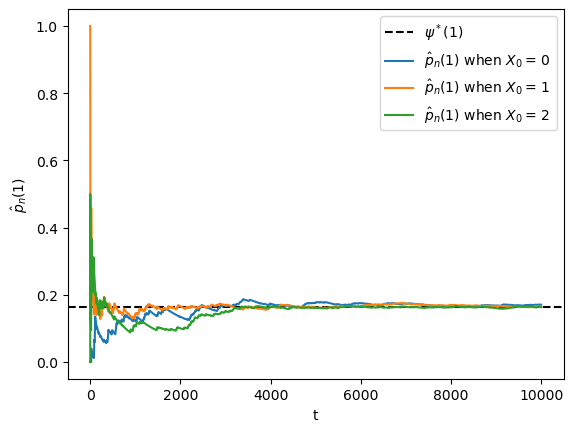 ψ*(1)
p̂ₙ(1) when X₀ = 0
p̂ₙ(1) when X₀ = 1
p̂ₙ(1) when X₀ = 2
1.0
0.8
0.6
0.4
0.2
0.0
p̂ₙ(1)
0 2000 4000 6000 8000 10000
t